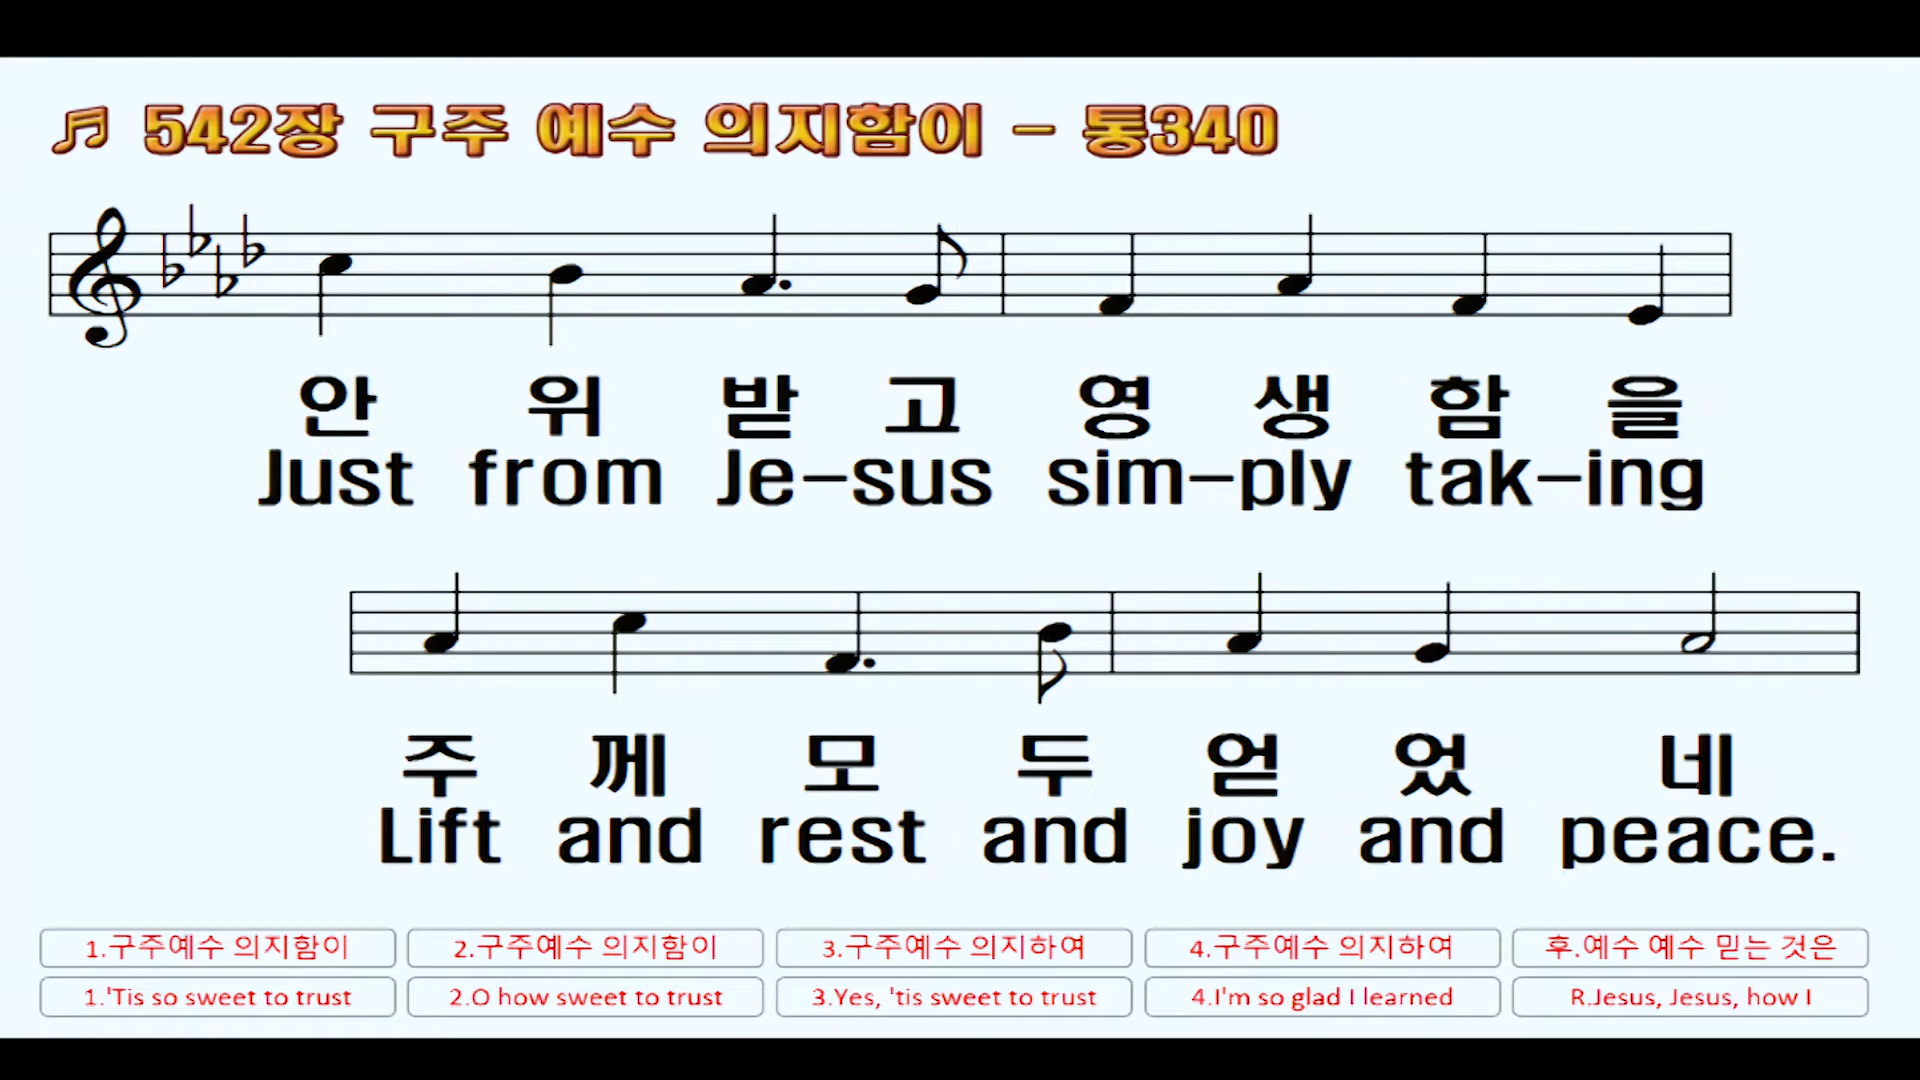 542장 구주 예수 의지함이 - 통340
안 위 받 고 영 생 함 을
Just from Je-sus sim-ply tak-ing
주 께 모 두 얻 었 네
Lift and rest and joy and peace.
1.구주예수 의지함이 2.구주예수 의지함이 3.구주예수 의지하여 4.구주예수 의지하여 후.예수 예수 믿는 것은
1.'Tis so sweet to trust 2.O how sweet to trust 3.Yes, 'tis sweet to trust 4.I'm so glad I learned R.Jesus, Jesus, how I